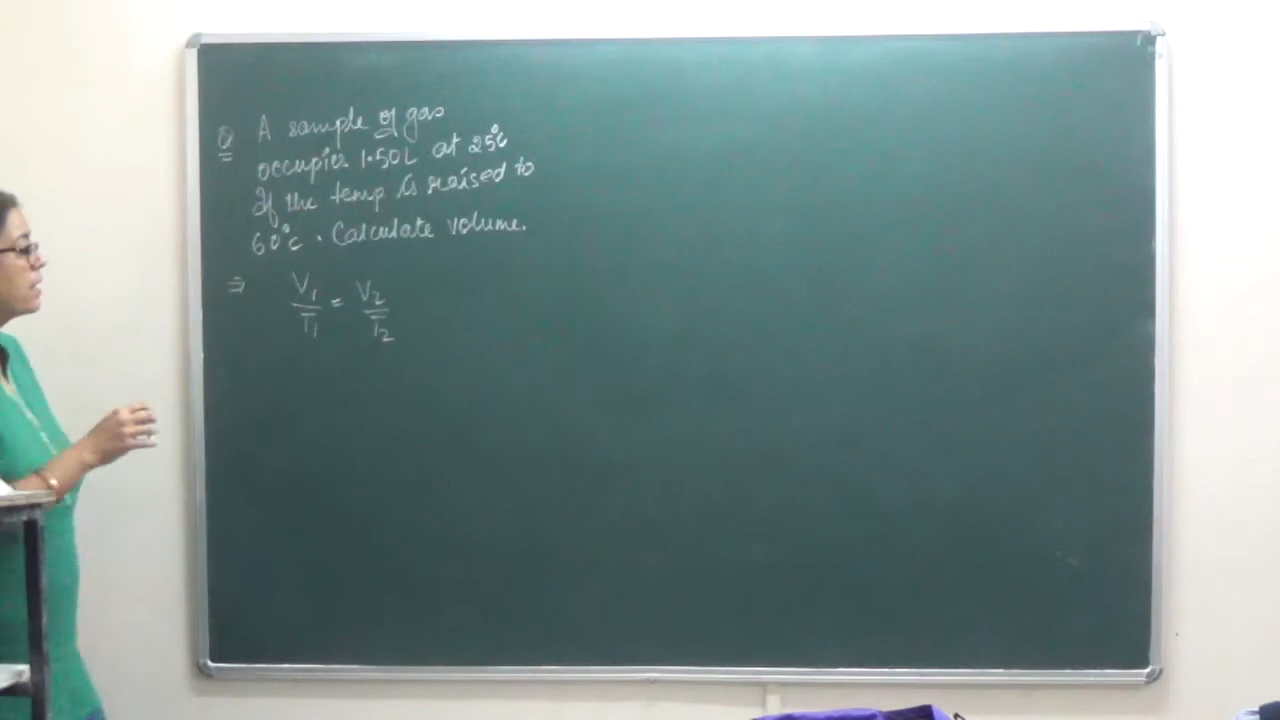 Q A sample of gas
occupies 1.50L at 25°c
If the temp is raised to
60°c. Calculate volume.
⇒ V₁/T₁ = V₂/T₂